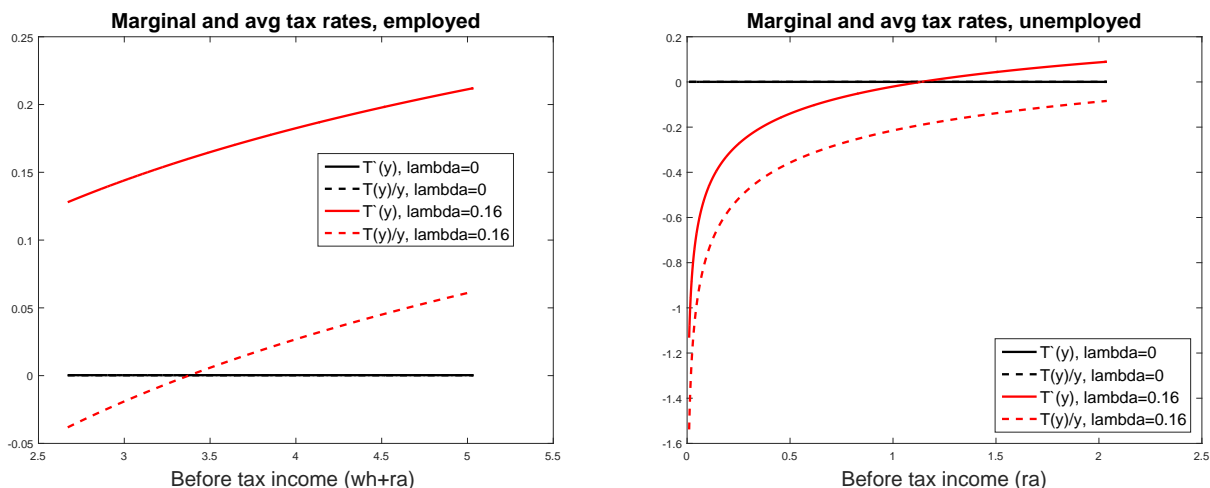 Marginal and avg tax rates, employed
0.25
0.2
0.15
0.1
0.05
0
-0.05
2.5 3 3.5 4 4.5 5 5.5
Before tax income (wh+ra)
T`(y), lambda=0
T(y)/y, lambda=0
T`(y), lambda=0.16
T(y)/y, lambda=0.16
Marginal and avg tax rates, unemployed
0.2
0
-0.2
-0.4
-0.6
-0.8
-1
-1.2
-1.4
-1.6
0 0.5 1 1.5 2 2.5
Before tax income (ra)
T`(y), lambda=0
T(y)/y, lambda=0
T`(y), lambda=0.16
T(y)/y, lambda=0.16